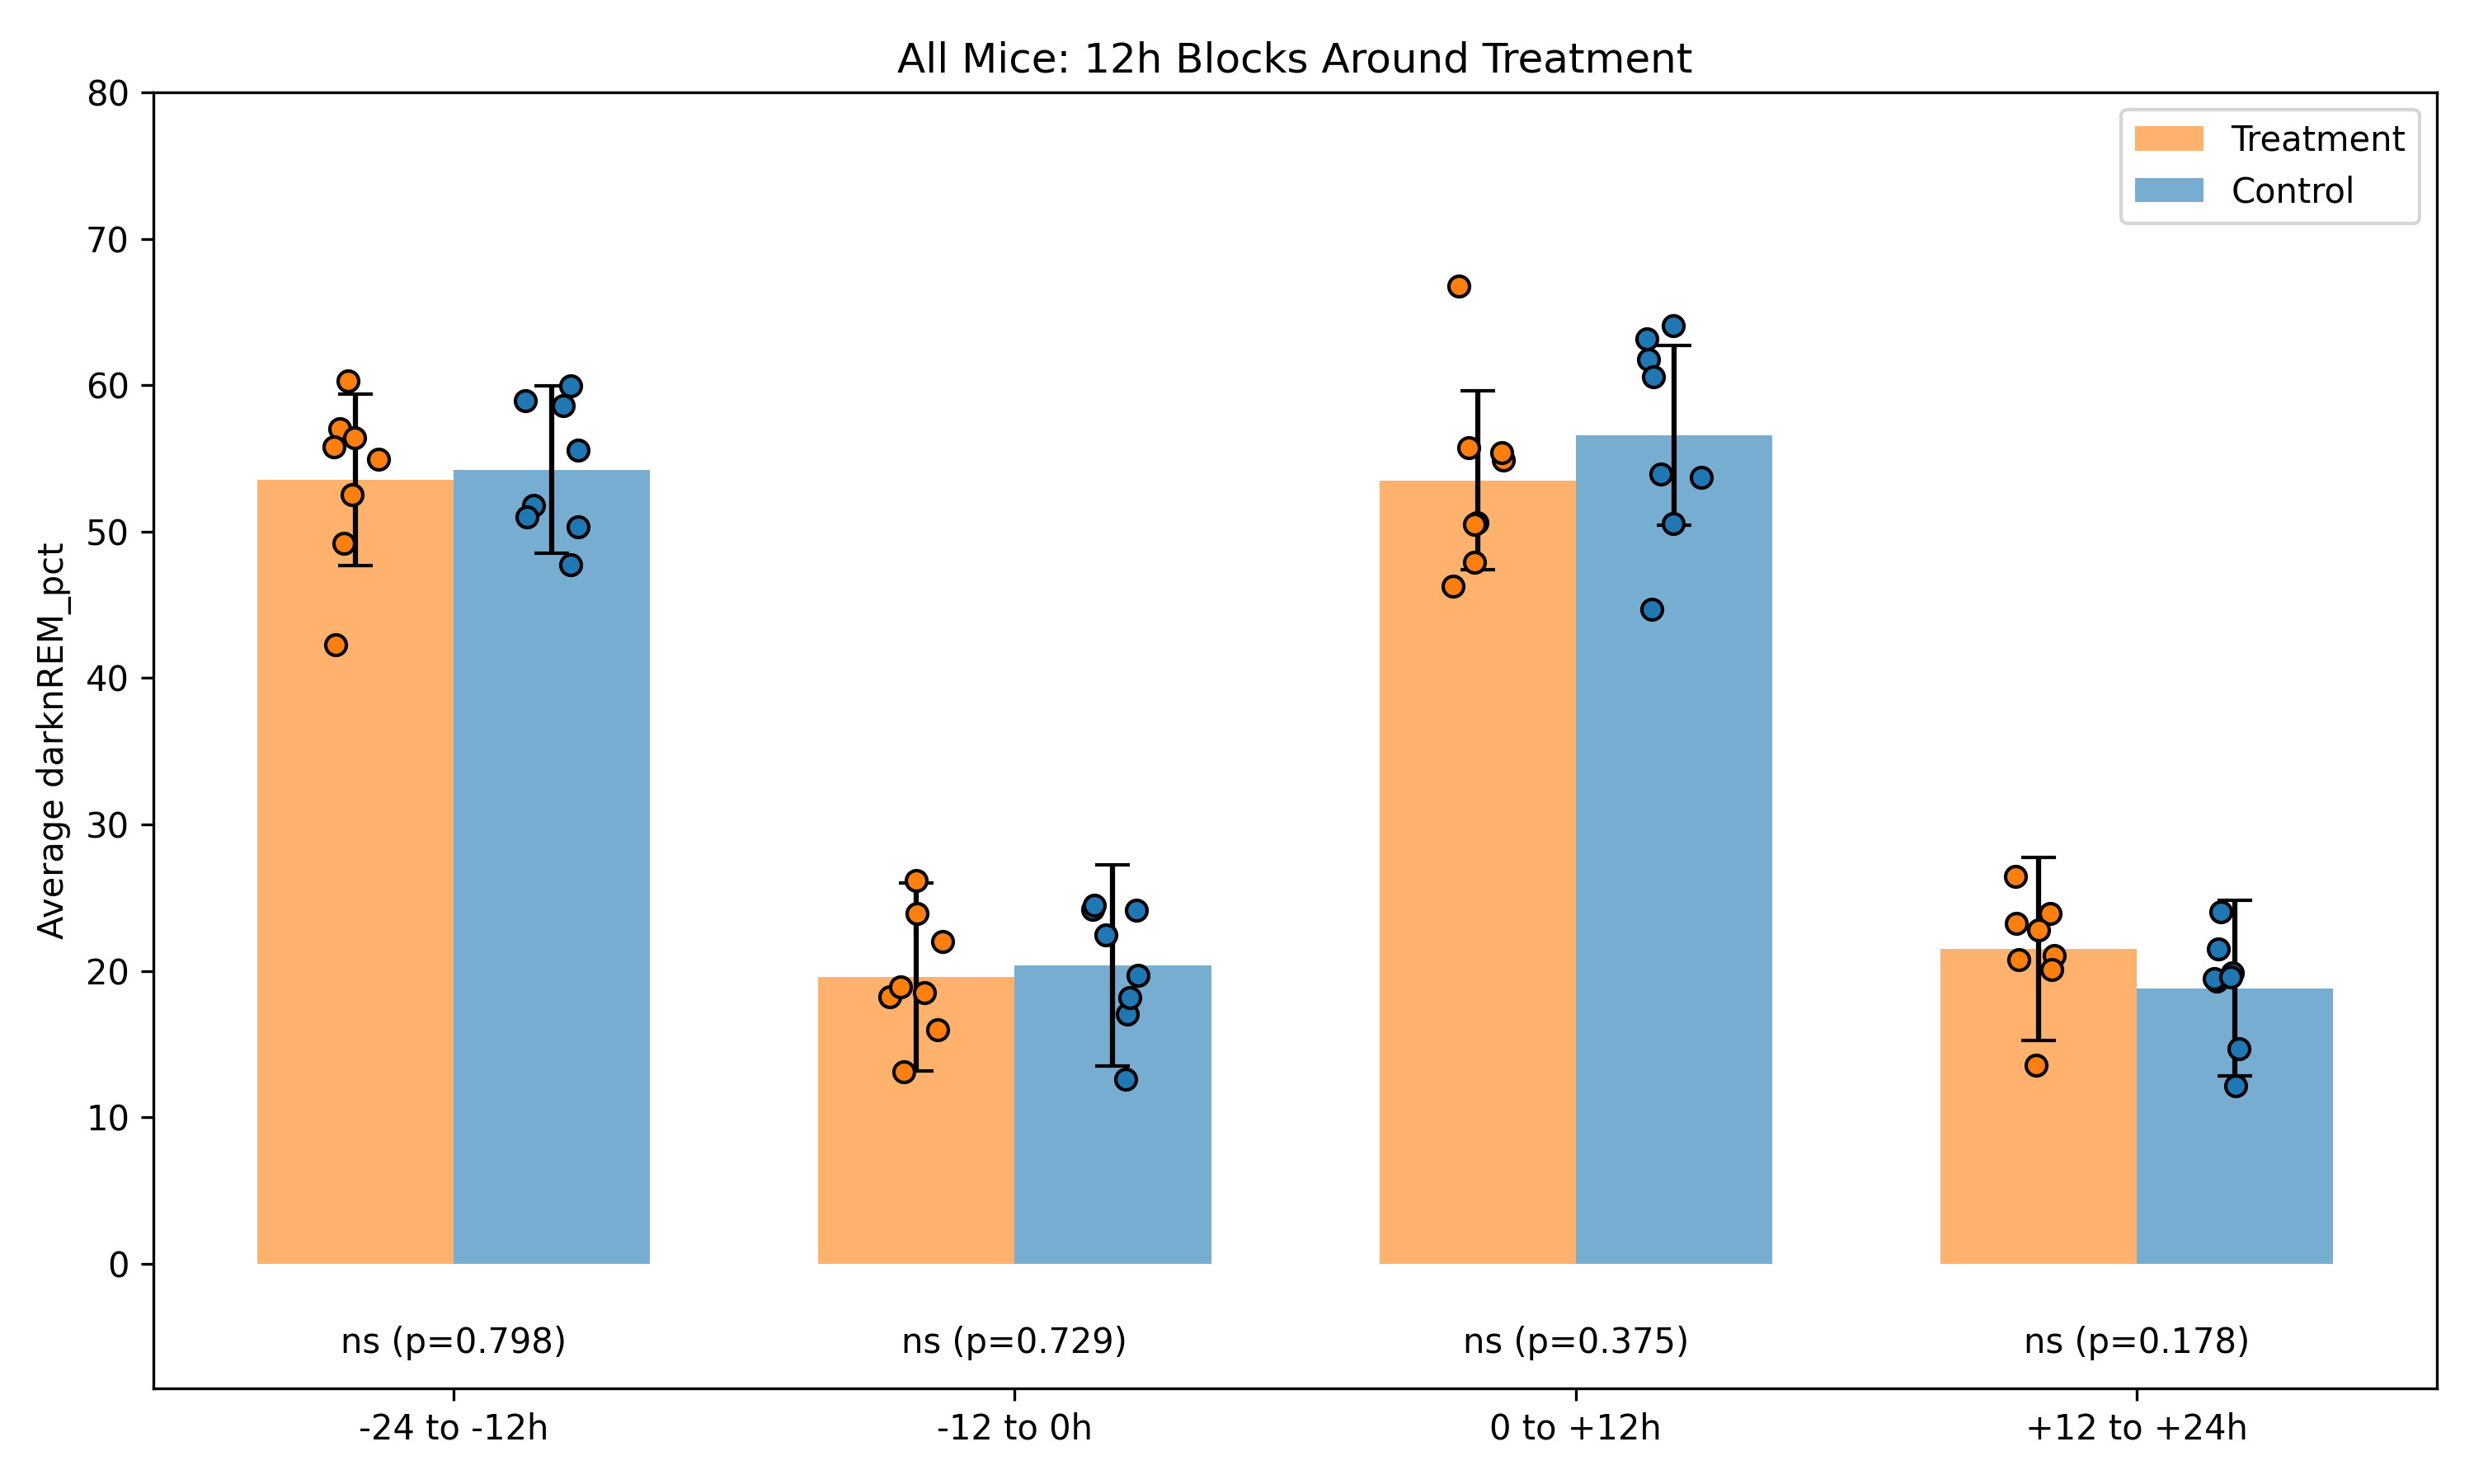 All Mice: 12h Blocks Around Treatment
Treatment
Control
Average darknREM_pct
80
70
60
50
40
30
20
10
0
ns (p=0.798)
ns (p=0.729)
ns (p=0.375)
ns (p=0.178)
-24 to -12h
-12 to 0h
0 to +12h
+12 to +24h